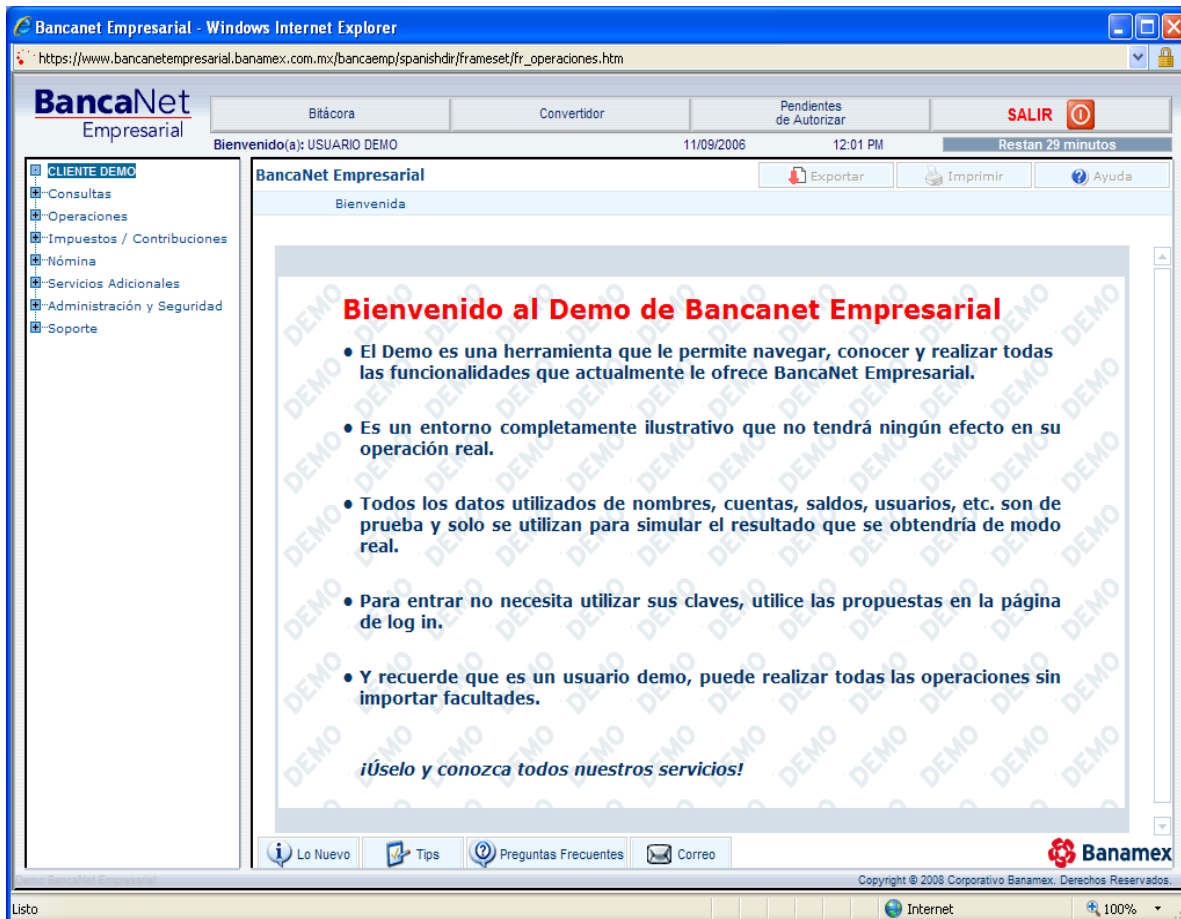 Bancanet Empresarial - Windows Internet Explorer
https://www.bancanetempresarial.banamex.com.mx/bancaemp/spanishdir/frameset/fr_operaciones.htm
BancaNet
Empresarial
Bitácora
Convertidor
Pendientes
de Autorizar
SALIR
Bienvenido(a): USUARIO DEMO
11/09/2006
12:01 PM
Restan 29 minutos
CLIENTE DEMO
Consultas
Operaciones
Impuestos / Contribuciones
Nómina
Servicios Adicionales
Administración y Seguridad
Soporte
BancaNet Empresarial
Exportar
Imprimir
Ayuda
Bienvenida
Bienvenido al Demo de Bancanet Empresarial
• El Demo es una herramienta que le permite navegar, conocer y realizar todas
las funcionalidades que actualmente le ofrece BancaNet Empresarial.
• Es un entorno completamente ilustrativo que no tendrá ningún efecto en su
operación real.
• Todos los datos utilizados de nombres, cuentas, saldos, usuarios, etc. son de
prueba y solo se utilizan para simular el resultado que se obtendría de modo
real.
• Para entrar no necesita utilizar sus claves, utilice las propuestas en la página
de log in.
• Y recuerde que es un usuario demo, puede realizar todas las operaciones sin
importar facultades.
¡Úselo y conozca todos nuestros servicios!
DEMO
Lo Nuevo
Tips
Preguntas Frecuentes
Correo
Banamex
Demo BancaNet Empresarial
Copyright © 2008 Corporativo Banamex. Derechos Reservados.
Listo
Internet
100%